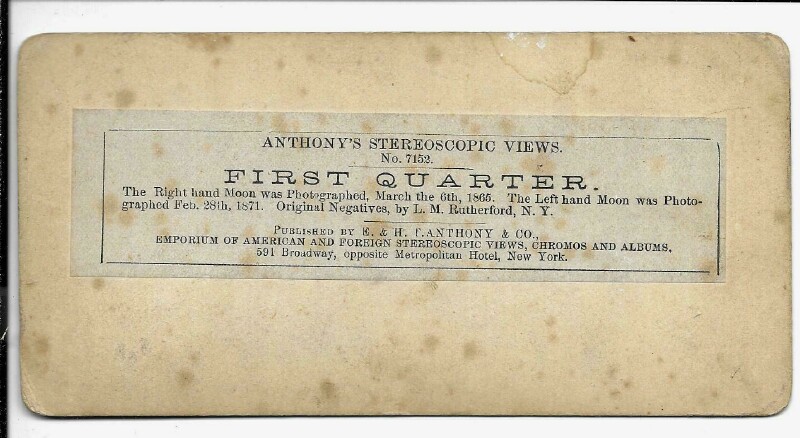 ANTHONY'S STEREOSCOPIC VIEWS.
No. 7152.
FIRST QUARTER.
The Right hand Moon was Photographed, March the 6th, 1865. The Left hand Moon was Photo-
graphed Feb. 28th, 1871. Original Negatives, by L. M. Rutherford, N. Y.
PUBLISHED BY E. & H. T. ANTHONY & CO.,
EMPORIUM OF AMERICAN AND FOREIGN STEREOSCOPIC VIEWS, CHROMOS AND ALBUMS,
591 Broadway, opposite Metropolitan Hotel, New York.